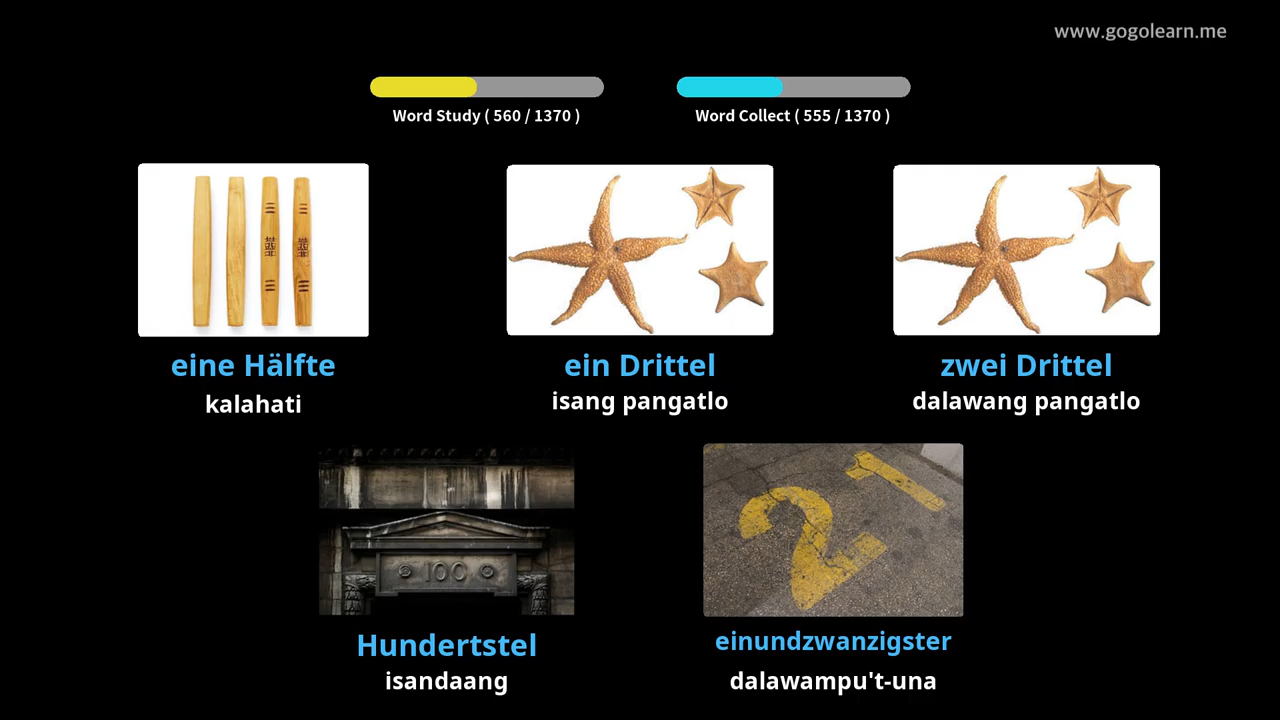 www.gogolearn.me
Word Study ( 560 / 1370 )
Word Collect ( 555 / 1370 )
eine Hälfte
kalahati
ein Drittel
isang pangatlo
zwei Drittel
dalawang pangatlo
100
21
Hundertstel
isandaang
einundzwanzigster
dalawampu't-una